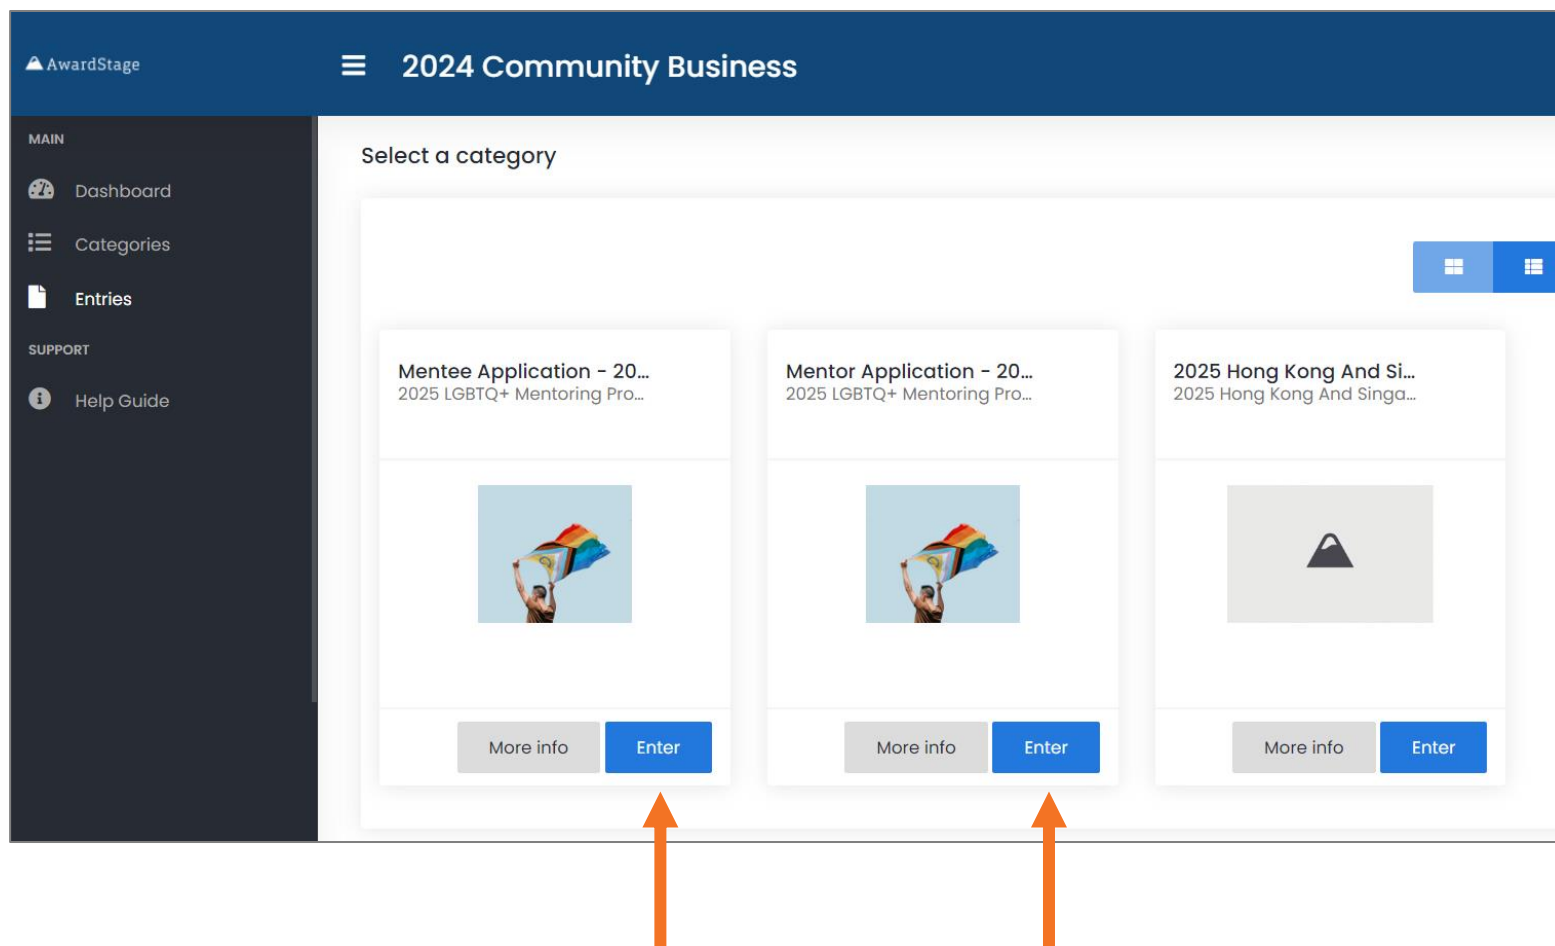 AwardStage
2024 Community Business
MAIN
Dashboard
Categories
Entries
SUPPORT
Help Guide
Select a category
Mentee Application - 20...
2025 LGBTQ+ Mentoring Pro...
More info
Enter
Mentor Application - 20...
2025 LGBTQ+ Mentoring Pro...
More info
Enter
2025 Hong Kong And Si...
2025 Hong Kong And Singa...
More info
Enter